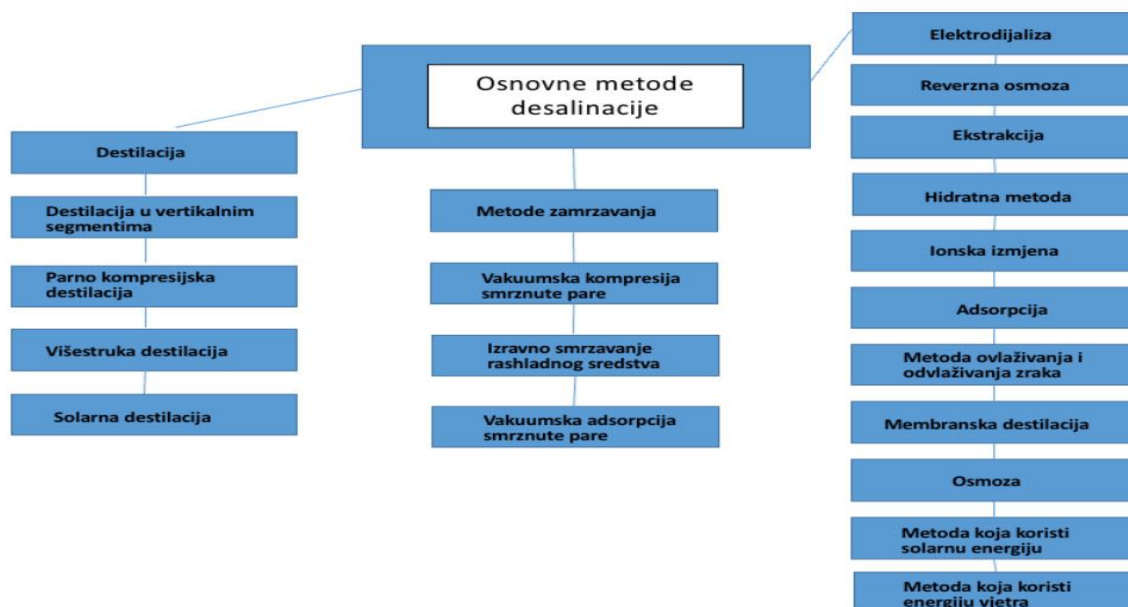 Osnovne metode
desalinacije
Destilacija
Destilacija u vertikalnim
segmentima
Parno kompresijska
destilacija
Višestruka destilacija
Solarna destilacija
Metode zamrzavanja
Vakuumska kompresija
smrznute pare
Izravno smrzavanje
rashladnog sredstva
Vakuumska adsorpcija
smrznute pare
Elektrodijaliza
Reverzna osmoza
Ekstrakcija
Hidratna metoda
Ionska izmjena
Adsorpcija
Metoda ovlaživanja i
odvlaživanja zraka
Membranska destilacija
Osmoza
Metoda koja koristi
solarnu energiju
Metoda koja koristi
energiju vjetra